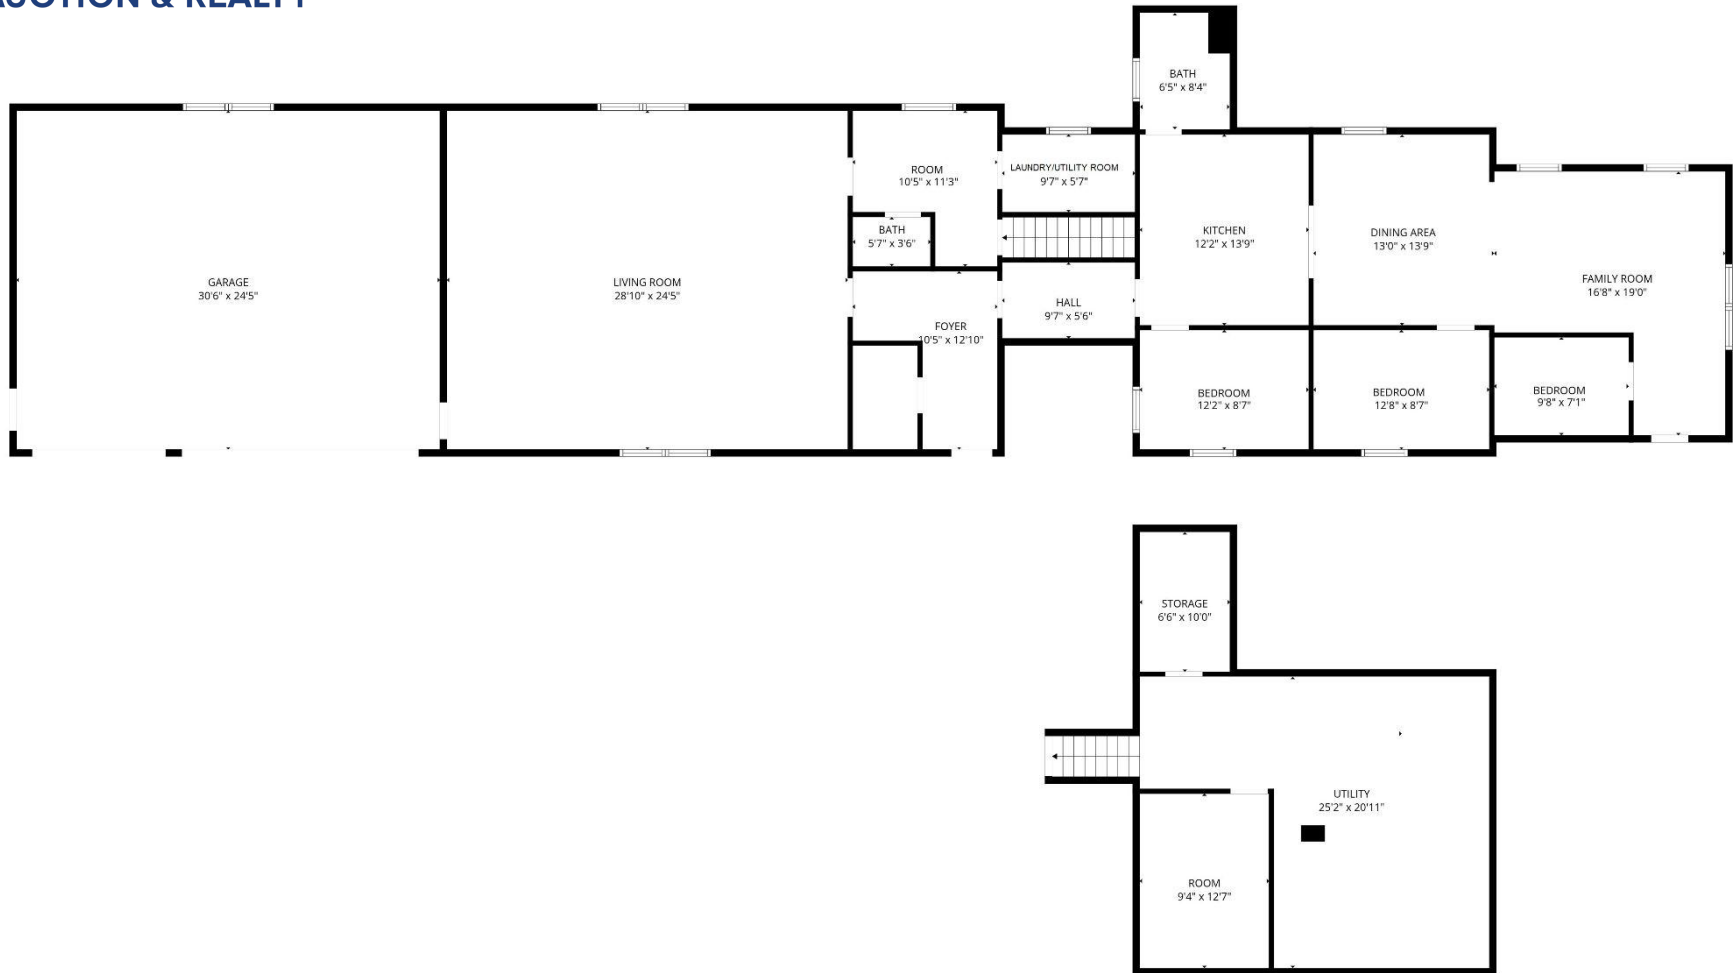 AUCTION & REALTY
BATH
6'5" x 8'4"
ROOM
10'5" x 11'3"
LAUNDRY/UTILITY ROOM
9'7" x 5'7"
BATH
5'7" x 3'6"
KITCHEN
12'2" x 13'9"
DINING AREA
13'0" x 13'9"
GARAGE
30'6" x 24'5"
LIVING ROOM
28'10" x 24'5"
FAMILY ROOM
16'8" x 19'0"
HALL
9'7" x 5'6"
FOYER
10'5" x 12'10"
BEDROOM
12'2" x 8'7"
BEDROOM
12'8" x 8'7"
BEDROOM
9'8" x 7'1"
STORAGE
6'6" x 10'0"
UTILITY
25'2" x 20'11"
ROOM
9'4" x 12'7"